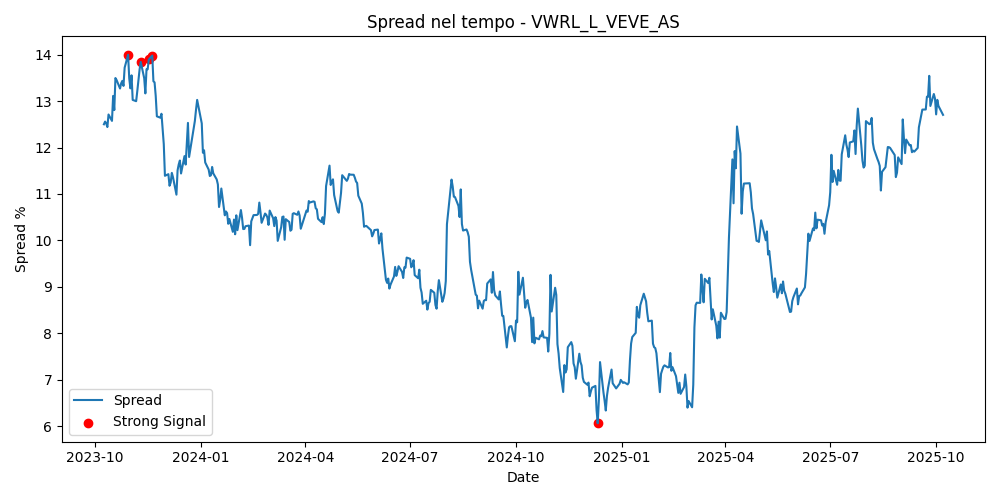 Spread nel tempo - VWRL_L_VEVE_AS
Spread %
14
13
12
11
10
9
8
7
6
Spread
Strong Signal
2023-10 2024-01 2024-04 2024-07 2024-10 2025-01 2025-04 2025-07 2025-10
Date